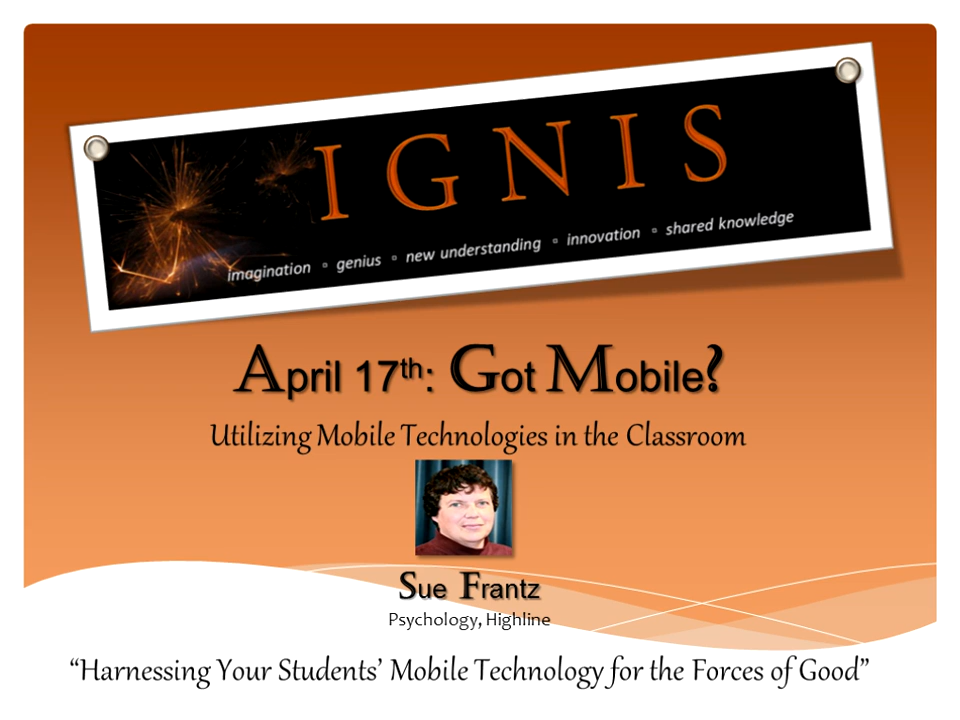 IGNIS
imagination ▫ genius ▫ new understanding ▫ innovation ▫ shared knowledge
April 17th: Got Mobile?
Utilizing Mobile Technologies in the Classroom
Sue Frantz
Psychology, Highline
“Harnessing Your Students’ Mobile Technology for the Forces of Good”